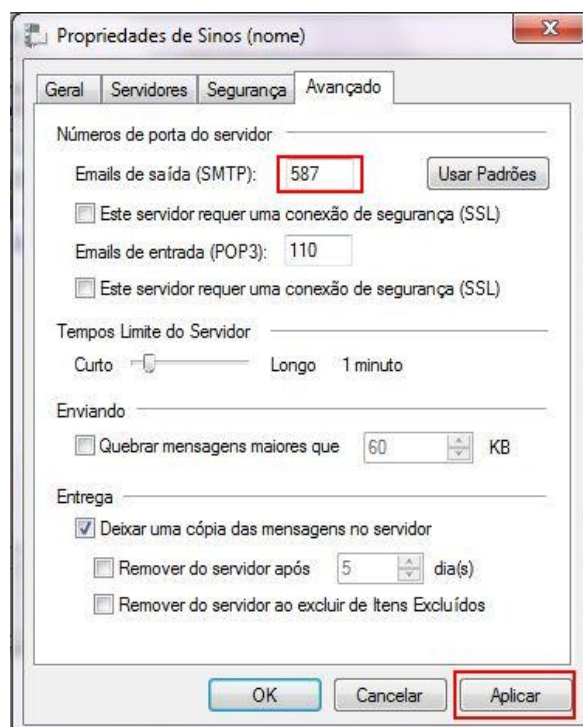 Propriedades de Sinos (nome)
Geral Servidores Segurança Avançado
Números de porta do servidor
Emails de saída (SMTP): 587 Usar Padrões
Este servidor requer uma conexão de segurança (SSL)
Emails de entrada (POP3): 110
Este servidor requer uma conexão de segurança (SSL)
Tempos Limite do Servidor
Curto Longo 1 minuto
Enviando
Quebrar mensagens maiores que 60 KB
Entrega
Deixar uma cópia das mensagens no servidor
Remover do servidor após 5 dia(s)
Remover do servidor ao excluir de Itens Excluídos
OK Cancelar Aplicar